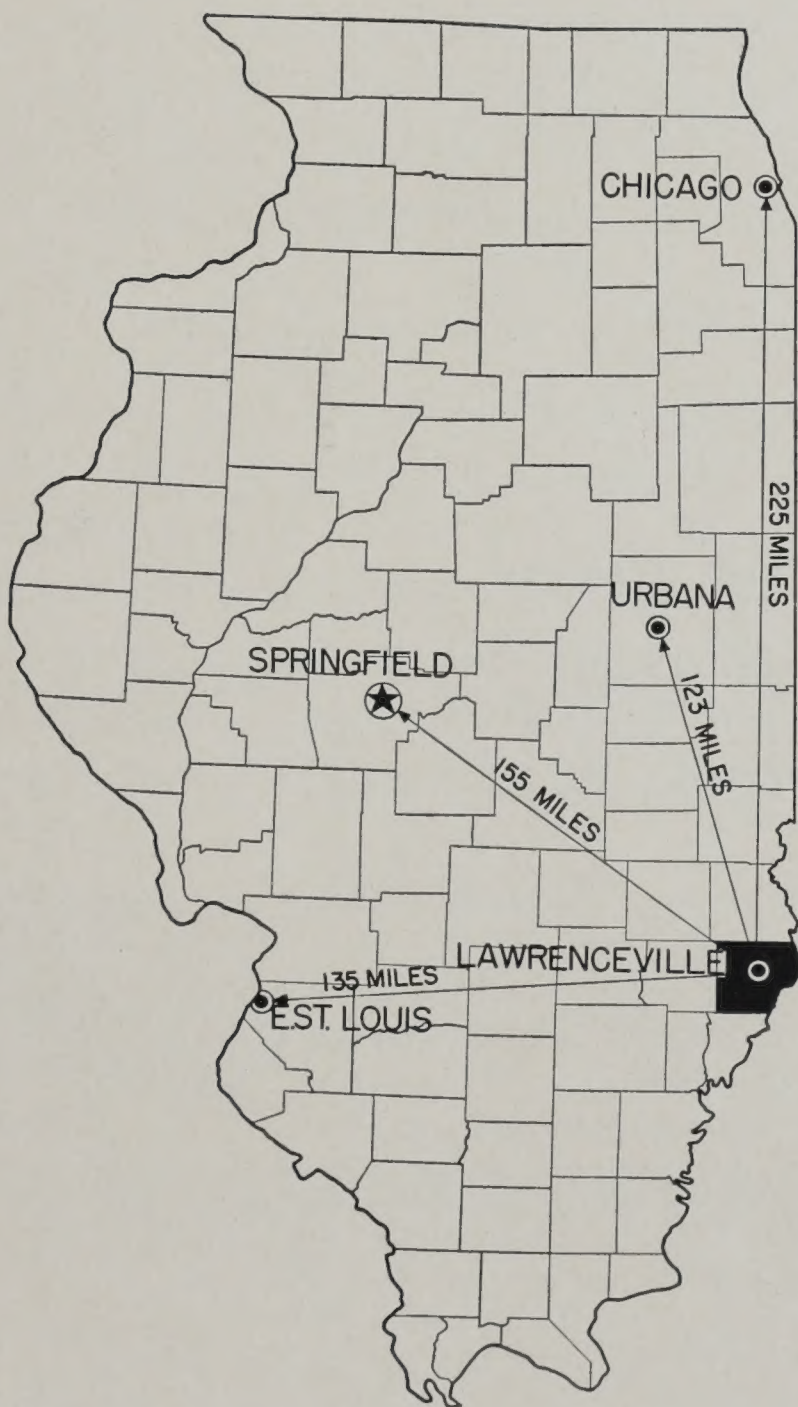 CHICAGO
225 MILES
URBANA
SPRINGFIELD
123 MILES
155 MILES
LAWRENCEVILLE
135 MILES
E.ST. LOUIS